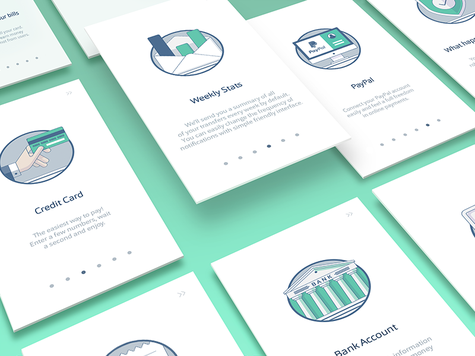 bills
Weekly Stats
We'll send you a summary of all
of your transfers every week by default.
You can easily change the frequency of
notifications with simple friendly interface.
PayPal
PayPal
Connect your PayPal account
easily and feel a full freedom
in online payments.
What
Credit Card
The easiest way to pay!
Enter a few numbers, wait
a second and enjoy.
BANK
Bank Account
information
money